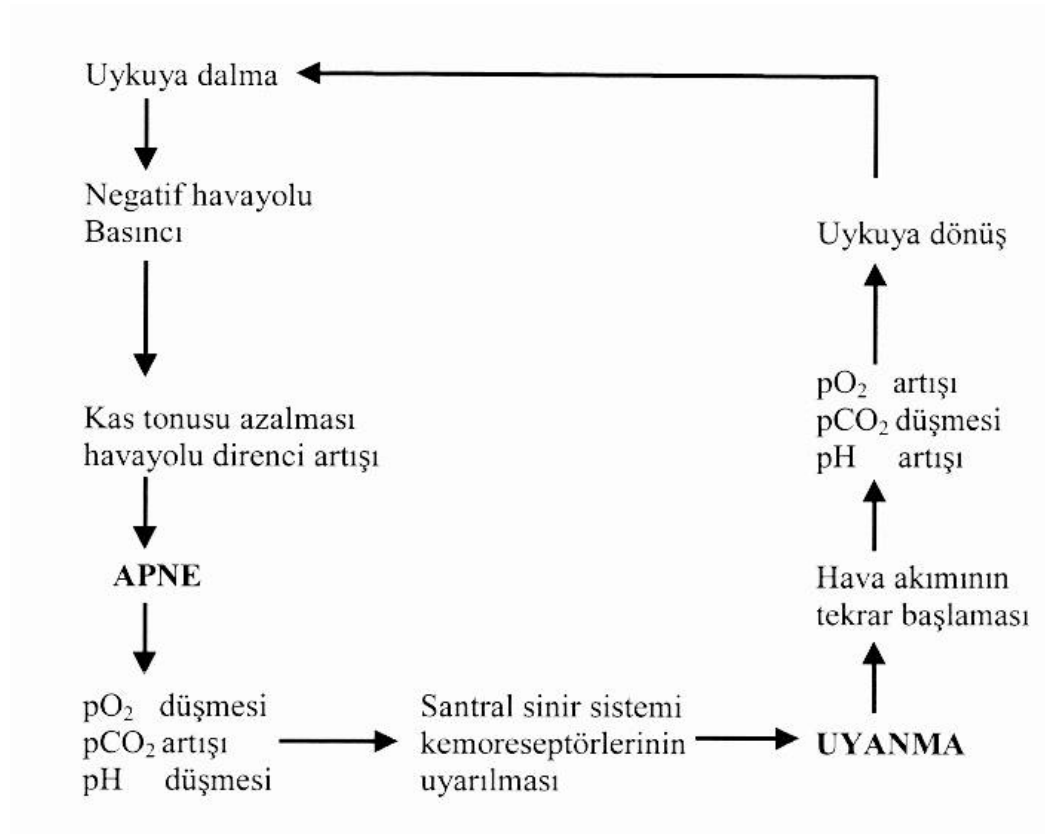 Uykuya dalma
Negatif havayolu
Basıncı
Kas tonusu azalması
havayolu direnci artışı
APNE
pO₂ düşmesi
pCO₂ artışı
pH düşmesi
Santral sinir sistemi
kemoreseptörlerinin
uyarılması
UYANMA
Hava akımının
tekrar başlaması
pO₂ artışı
pCO₂ düşmesi
pH artışı
Uykuya dönüş